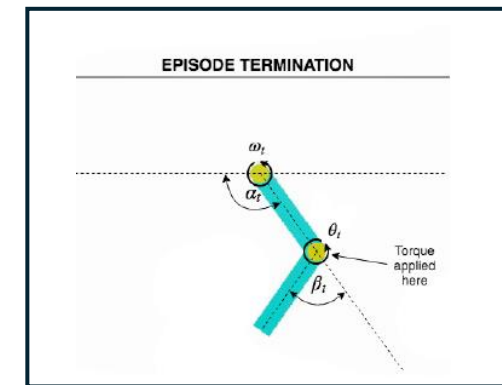 EPISODE TERMINATION
ωₜ
αₜ
θₜ
Torque
applied
here
βₜ